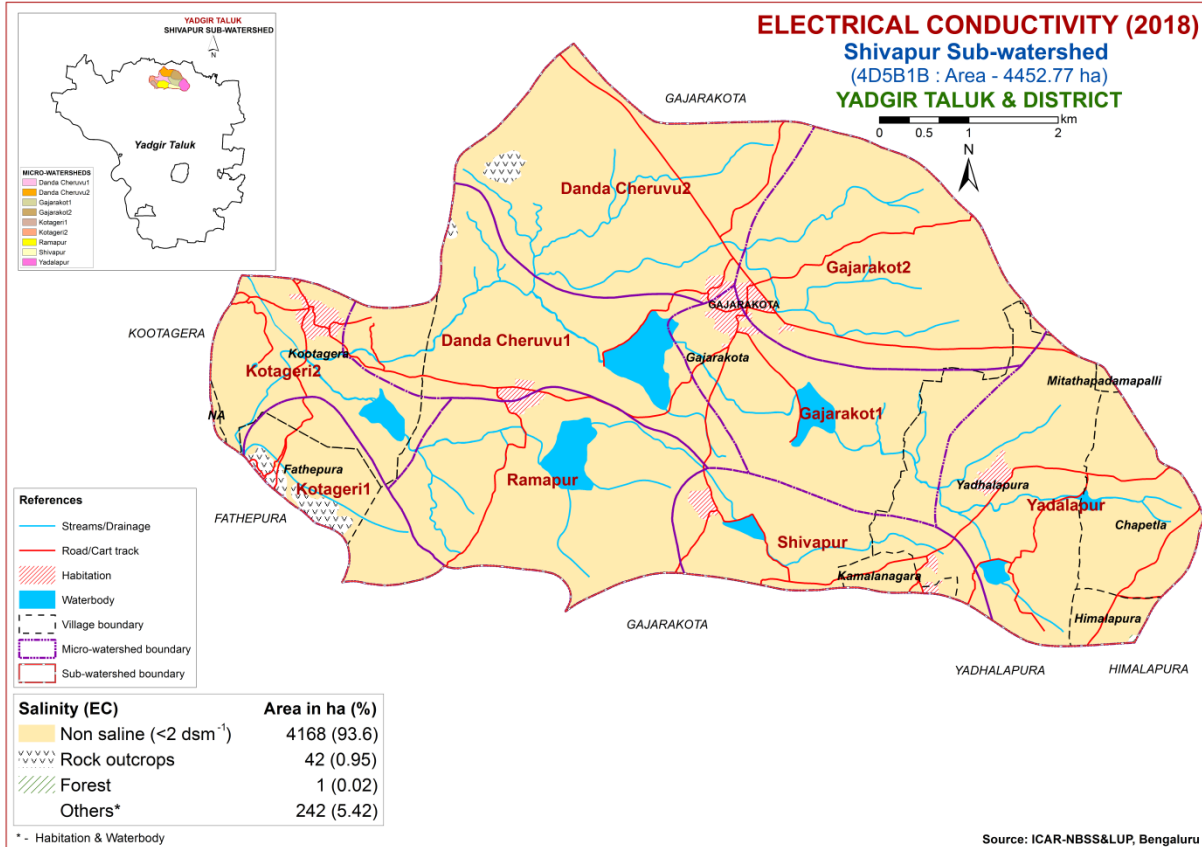 YADGIR TALUK
SHIVAPUR SUB-WATERSHED
N
Yadgir Taluk
MICRO-WATERSHEDS
Danda Cheruvu1
Danda Cheruvu2
Gajarakot1
Gajarakot2
Kotageri1
Kotageri2
Ramapur
Shivapur
Yadalapur
ELECTRICAL CONDUCTIVITY (2018)
Shivapur Sub-watershed
(4D5B1B : Area - 4452.77 ha)
YADGIR TALUK & DISTRICT
0 0.5 1 2 km
N
GAJARAKOTA
Danda Cheruvu2
Gajarakot2
GAJARAKOTA
KOOTAGERA
Danda Cheruvu1
Kootagera
Gajarakota
Kotageri2
Mitathapadamapalli
NA
Gajarakot1
Fathepura
Ramapur
Yadhalapura
Kotageri1
Yadalapur
FATHEPURA
Chapetla
Shivapur
Kamalanagara
GAJARAKOTA
Himalapura
YADHALAPURA
HIMALAPURA
References
Streams/Drainage
Road/Cart track
Habitation
Waterbody
Village boundary
Micro-watershed boundary
Sub-watershed boundary
Salinity (EC) Area in ha (%)
Non saline (<2 dsm⁻¹) 4168 (93.6)
Rock outcrops 42 (0.95)
Forest 1 (0.02)
Others* 242 (5.42)
* - Habitation & Waterbody
Source: ICAR-NBSS&LUP, Bengaluru